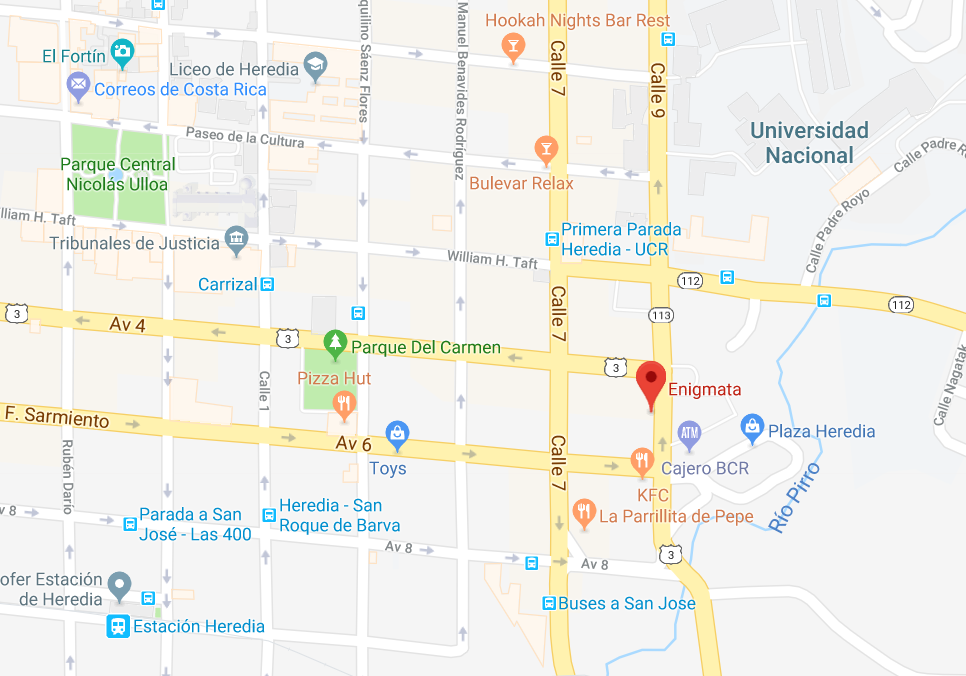 Hookah Nights Bar Rest
El Fortín
Liceo de Heredia
Correos de Costa Rica
quilino Sáenz Flores
Manuel Benavides Rodríguez
Calle 7
Calle 9
Universidad
Nacional
Calle Padre R
Calle Padre Royo
Paseo de la Cultura
Parque Central
Nicolás Ulloa
Bulevar Relax
illiam H. Taft
Tribunales de Justicia
William H. Taft
Primera Parada
Heredia - UCR
Carrizal
112
112
113
3
Av 4
3
Calle 7
Parque Del Carmen
3
Pizza Hut
Enigmata
Calle Nagatak
Calle 1
F. Sarmiento
Av 6
Toys
Rubén Darío
Calle 7
ATM
Cajero BCR
Plaza Heredia
KFC
Río Pirro
La Parrillita de Pepe
v 8
Parada a San
José - Las 400
Heredia - San
Roque de Barva
Av 8
Av 8
3
ofer Estación
de Heredia
Buses a San Jose
Estación Heredia